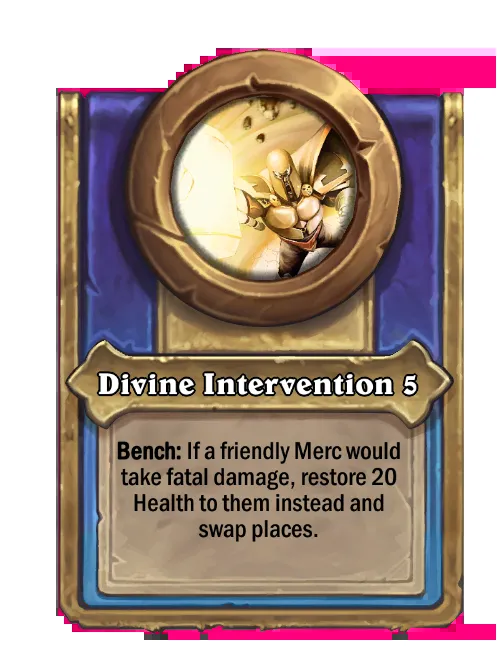 Divine Intervention 5
Bench: If a friendly Merc would
take fatal damage, restore 20
Health to them instead and
swap places.